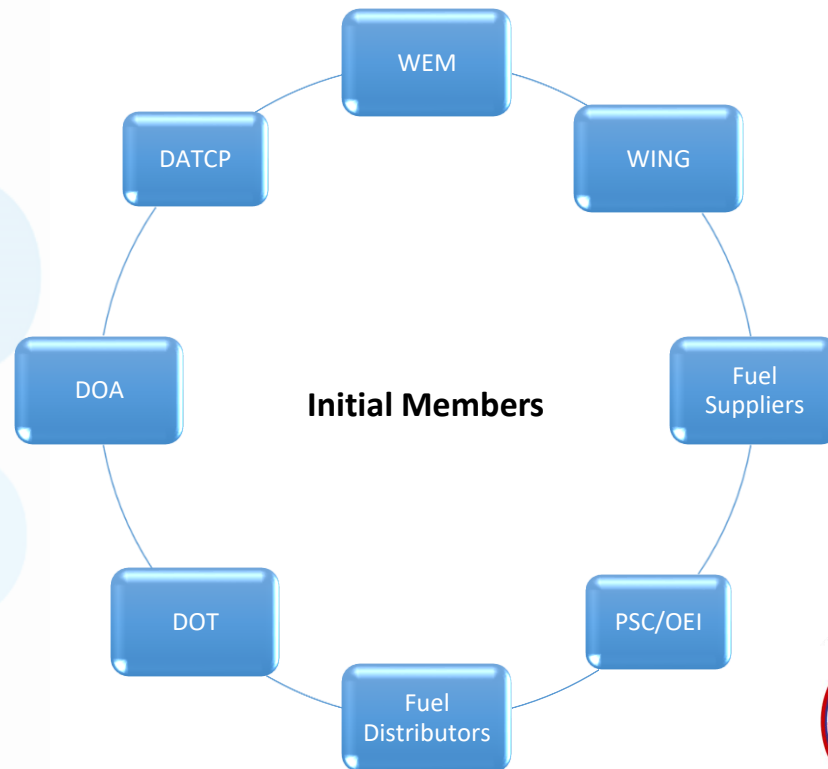 WEM
WING
Fuel
Suppliers
PSC/OEI
Fuel
Distributors
DOT
DOA
DATCP
Initial Members